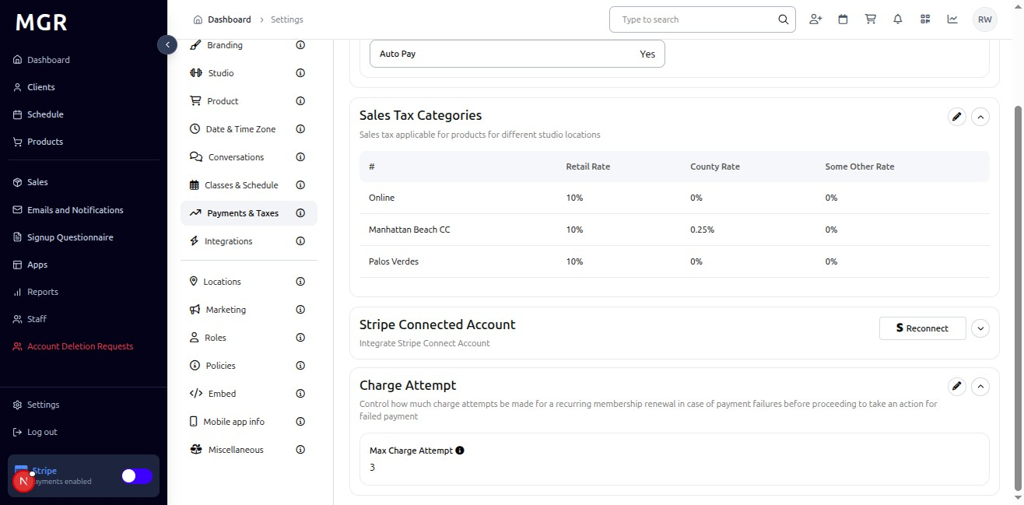 MGR
Dashboard
Clients
Schedule
Products
Sales
Emails and Notifications
Signup Questionnaire
Apps
Reports
Staff
Account Deletion Requests
Settings
Log out
Stripe
ayments enabled
N
Dashboard > Settings
Type to search
RW
Branding
Studio
Product
Date & Time Zone
Conversations
Classes & Schedule
Payments & Taxes
Integrations
Locations
Marketing
Roles
Policies
Embed
Mobile app info
Miscellaneous
Auto Pay Yes
Sales Tax Categories
Sales tax applicable for products for different studio locations
# Retail Rate County Rate Some Other Rate
Online 10% 0% 0%
Manhattan Beach CC 10% 0.25% 0%
Palos Verdes 10% 0% 0%
Stripe Connected Account
Integrate Stripe Connect Account
S Reconnect
Charge Attempt
Control how much charge attempts be made for a recurring membership renewal in case of payment failures before proceeding to take an action for
failed payment
Max Charge Attempt
3